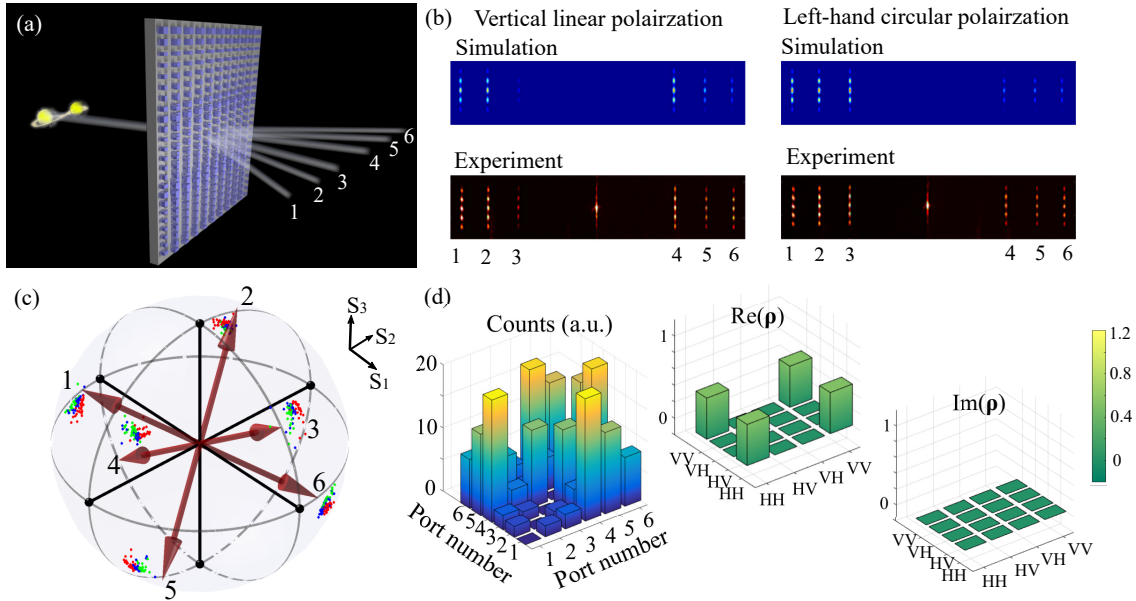 (a)
1
2
3
4
5
6
(b)
Vertical linear polairzation
Left-hand circular polairzation
Simulation
Simulation
Experiment
Experiment
1 2 3 4 5 6
1 2 3 4 5 6
(c)
S3
S2
S1
1
2
3
4
5
6
(d)
Counts (a.u.)
20
10
0
6 5 4 3 2 1
Port number
1 2 3 4 5 6
Port number
Re(ρ)
1
0
VV VH HV HH
HH HV VH VV
Im(ρ)
1
0
VV VH HV HH
HH HV VH VV
1.2
0.8
0.4
0